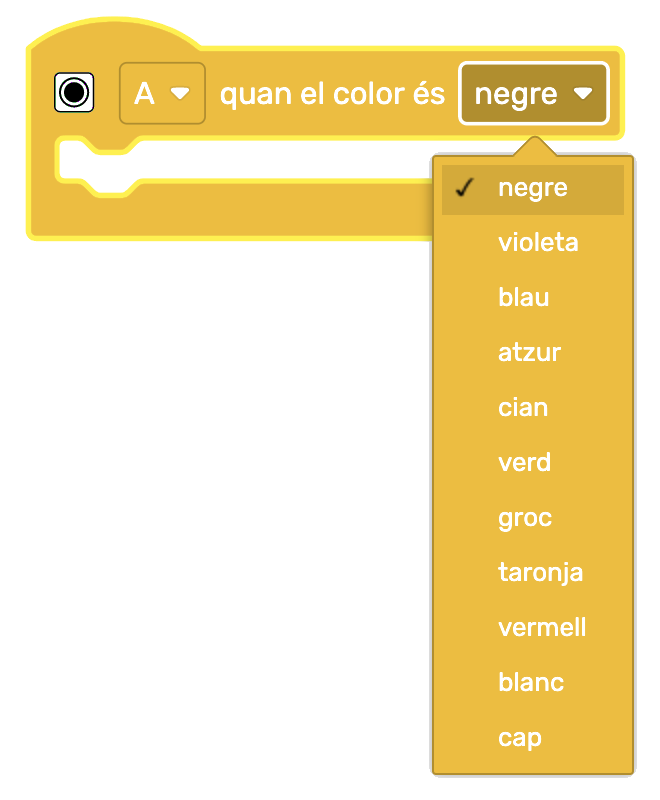 A quan el color és negre
negre
violeta
blau
atzur
cian
verd
groc
taronja
vermell
blanc
cap